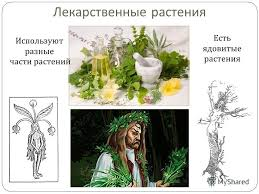 Лекарственные растения
Используют
разные
части растений
Есть
ядовитые
растения
MyShared